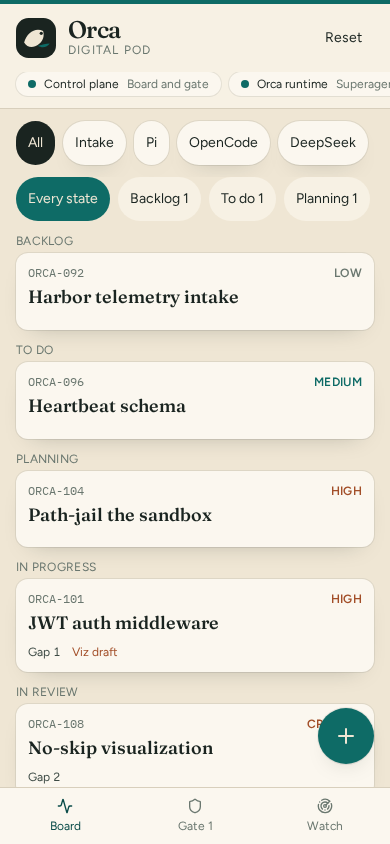 Orca
DIGITAL POD
Reset
Control plane Board and gate
Orca runtime
All Intake Pi OpenCode DeepSeek
Every state Backlog 1 To do 1 Planning 1
BACKLOG
ORCA-092 LOW
Harbor telemetry intake
TO DO
ORCA-096 MEDIUM
Heartbeat schema
PLANNING
ORCA-104 HIGH
Path-jail the sandbox
IN PROGRESS
ORCA-101 HIGH
JWT auth middleware
Gap 1 Viz draft
IN REVIEW
ORCA-108
No-skip visualization
Gap 2
Board Gate 1 Watch